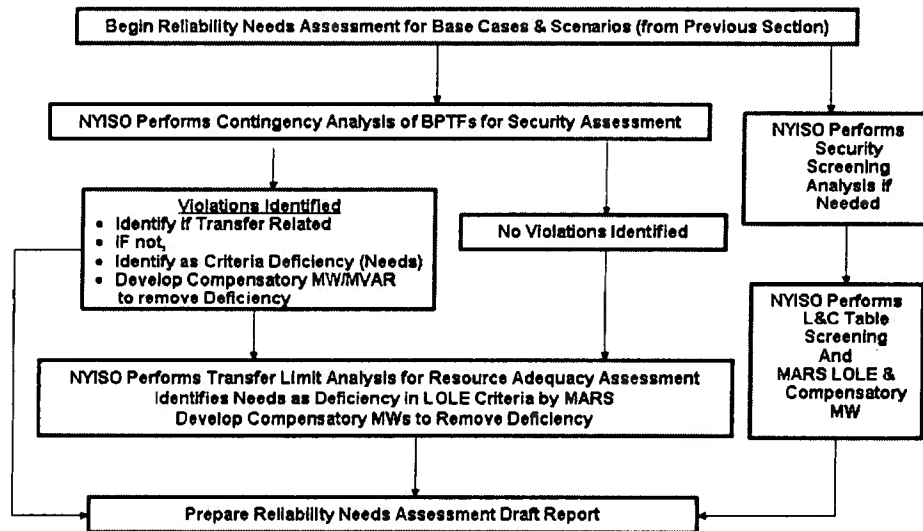 Begin Reliability Needs Assessment for Base Cases & Scenarios (from Previous Section)
NYISO Performs Contingency Analysis of BPTFs for Security Assessment
NYISO Performs
Security
Screening
Analysis if
Needed
Violations Identified
• Identify if Transfer Related
• IF not,
• Identify as Criteria Deficiency (Needs)
• Develop Compensatory MW/MVAR
to remove Deficiency
No Violations Identified
NYISO Performs
L&C Table
Screening
And
MARS LOLE &
Compensatory
MW
NYISO Performs Transfer Limit Analysis for Resource Adequacy Assessment
Identifies Needs as Deficiency in LOLE Criteria by MARS
Develop Compensatory MWs to Remove Deficiency
Prepare Reliability Needs Assessment Draft Report